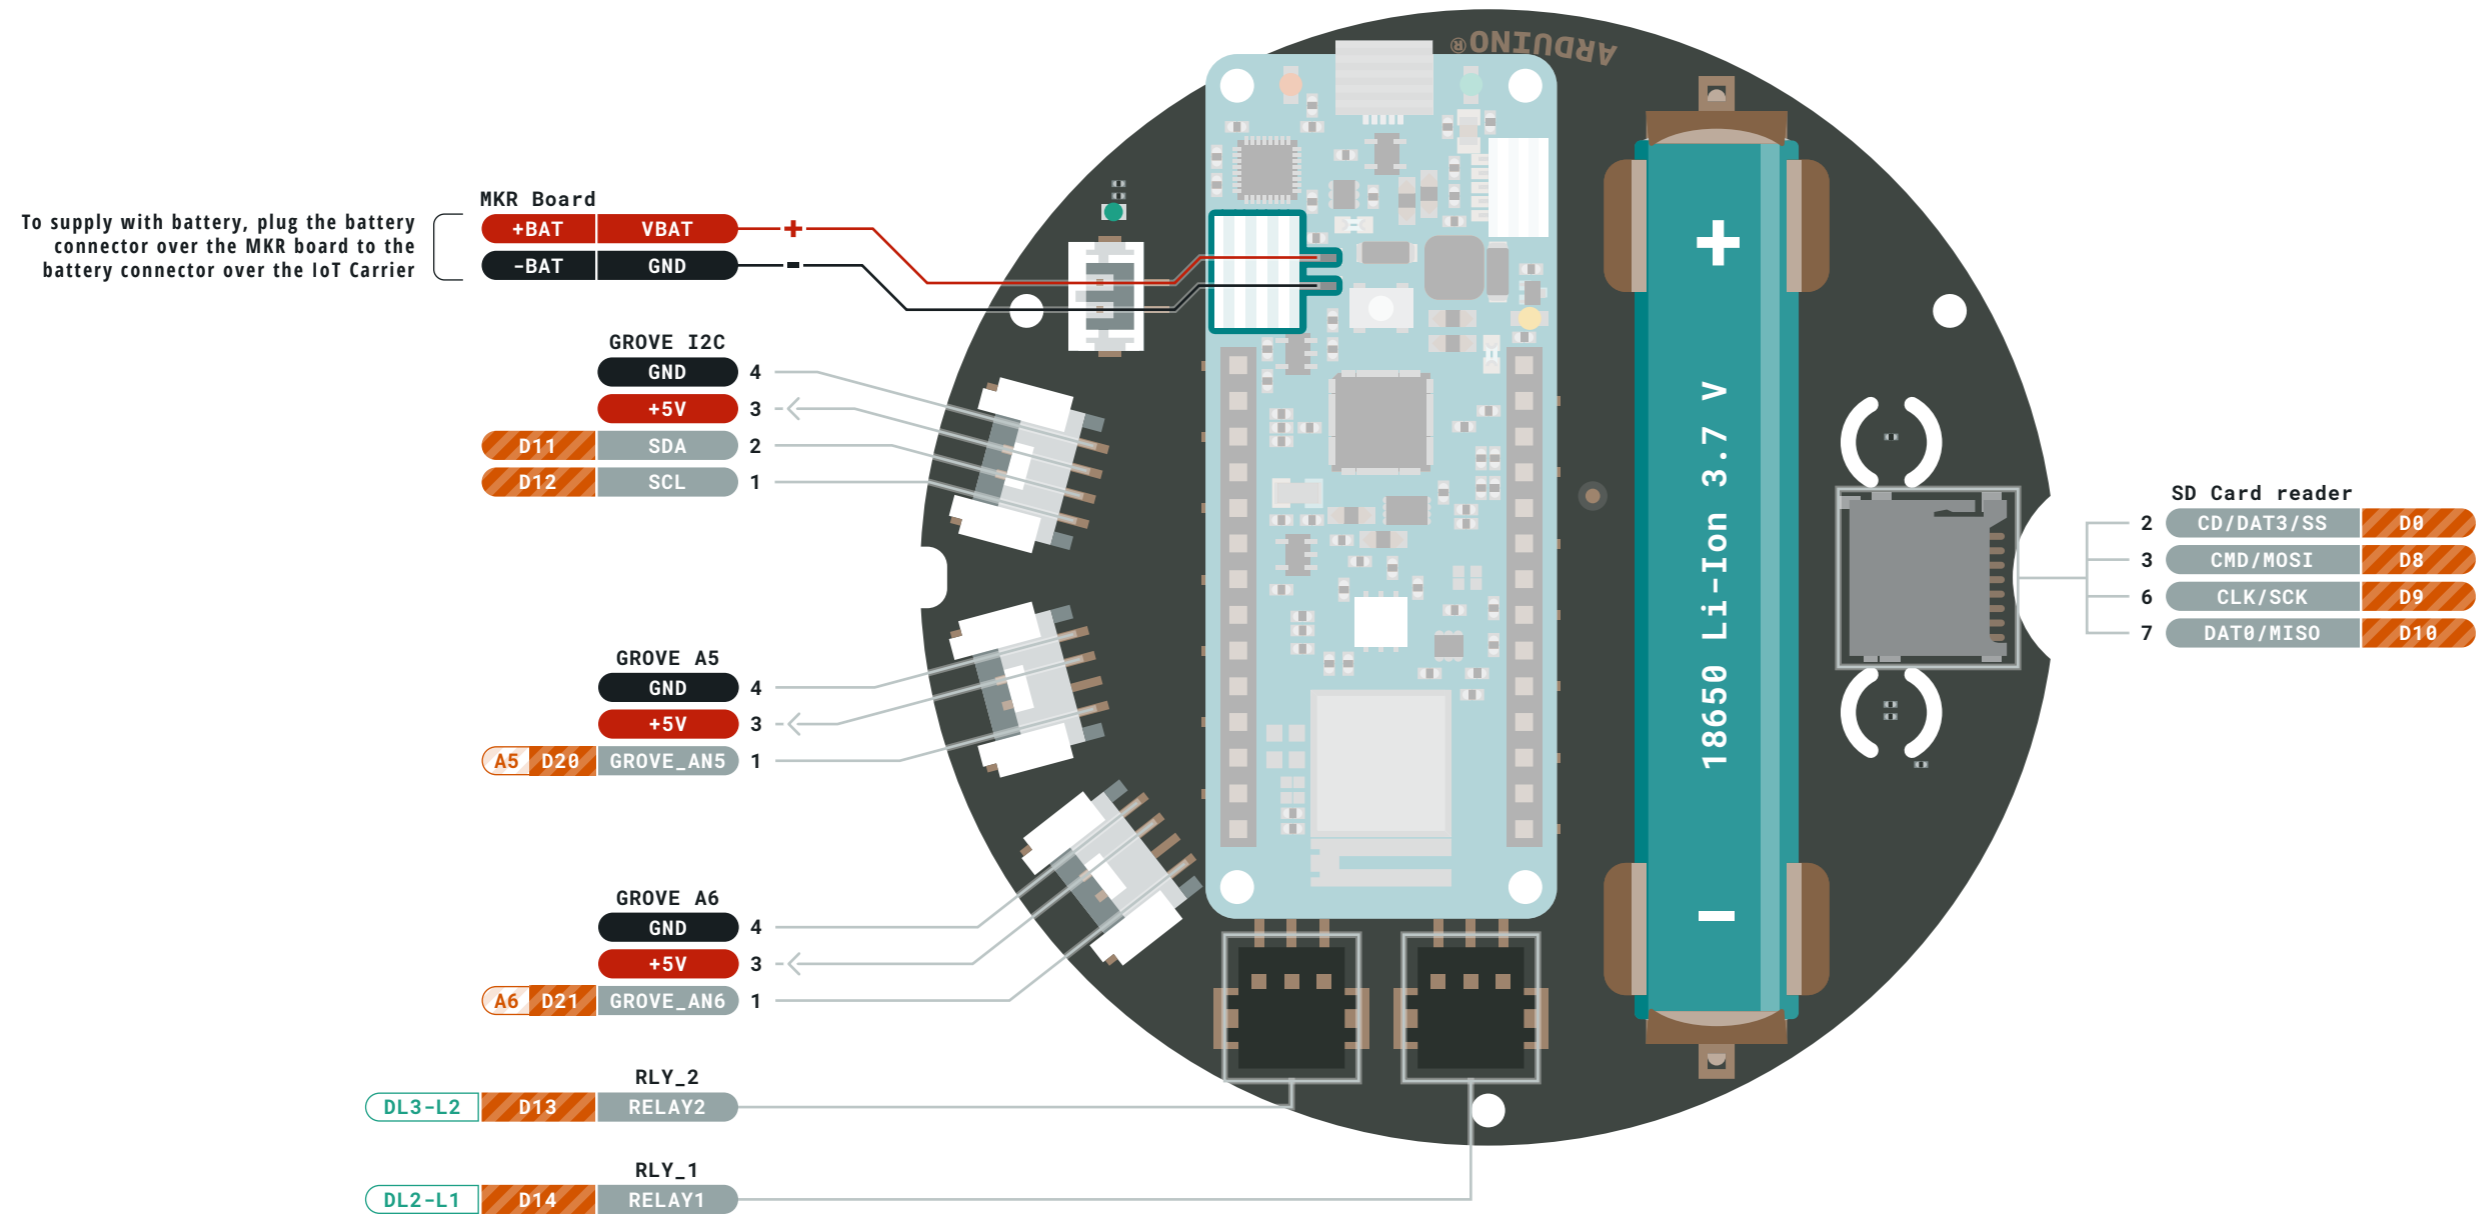 ARDUINO®
MKR Board
To supply with battery, plug the battery
connector over the MKR board to the
battery connector over the IoT Carrier
+BAT VBAT +
-BAT GND -
GROVE I2C
GND 4
+5V 3
D11 SDA 2
D12 SCL 1
GROVE A5
GND 4
+5V 3
A5 D20 GROVE_AN5 1
GROVE A6
GND 4
+5V 3
A6 D21 GROVE_AN6 1
RLY_2
DL3-L2 D13 RELAY2
RLY_1
DL2-L1 D14 RELAY1
+
18650 Li-Ion 3.7 V
-
SD Card reader
2 CD/DAT3/SS D0
3 CMD/MOSI D8
6 CLK/SCK D9
7 DAT0/MISO D10